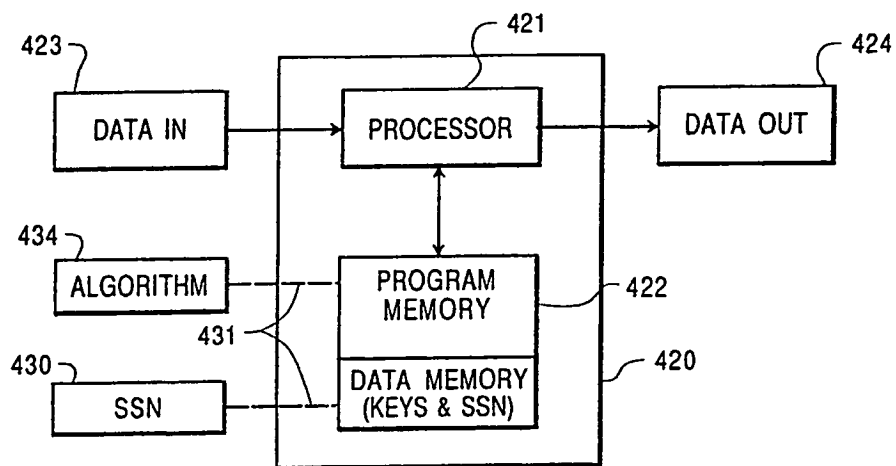 423
421
424
DATA IN
PROCESSOR
DATA OUT
434
ALGORITHM
PROGRAM
MEMORY
422
431
430
420
SSN
DATA MEMORY
(KEYS & SSN)